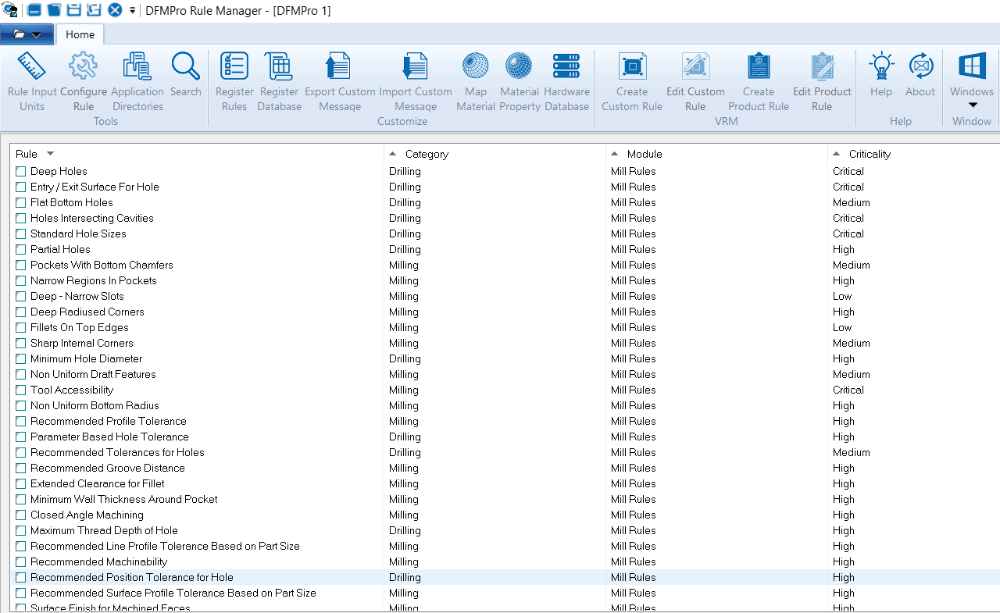 DFMPro Rule Manager - [DFMPro 1]
Home
Rule Input Units
Configure Rule
Application Directories
Search
Tools
Register Rules
Register Database
Export Custom Message
Import Custom Message
Map Material
Material Property
Hardware Database
Customize
Create Custom Rule
Edit Custom Rule
Create Product Rule
Edit Product Rule
VRM
Help
About
Help
Windows
Window
Rule Category Module Criticality
Deep Holes Drilling Mill Rules Critical
Entry / Exit Surface For Hole Drilling Mill Rules Critical
Flat Bottom Holes Drilling Mill Rules Medium
Holes Intersecting Cavities Drilling Mill Rules Critical
Standard Hole Sizes Drilling Mill Rules Critical
Partial Holes Drilling Mill Rules High
Pockets With Bottom Chamfers Milling Mill Rules Medium
Narrow Regions In Pockets Milling Mill Rules High
Deep - Narrow Slots Milling Mill Rules Low
Deep Radiused Corners Milling Mill Rules High
Fillets On Top Edges Milling Mill Rules Low
Sharp Internal Corners Milling Mill Rules Medium
Minimum Hole Diameter Drilling Mill Rules High
Non Uniform Draft Features Milling Mill Rules Medium
Tool Accessibility Milling Mill Rules Critical
Non Uniform Bottom Radius Milling Mill Rules High
Recommended Profile Tolerance Milling Mill Rules High
Parameter Based Hole Tolerance Drilling Mill Rules High
Recommended Tolerances for Holes Drilling Mill Rules Medium
Recommended Groove Distance Milling Mill Rules High
Extended Clearance for Fillet Milling Mill Rules High
Minimum Wall Thickness Around Pocket Milling Mill Rules High
Closed Angle Machining Milling Mill Rules High
Maximum Thread Depth of Hole Drilling Mill Rules High
Recommended Line Profile Tolerance Based on Part Size Milling Mill Rules High
Recommended Machinability Milling Mill Rules High
Recommended Position Tolerance for Hole Drilling Mill Rules High
Recommended Surface Profile Tolerance Based on Part Size Milling Mill Rules High
Surface Finish for Machined Faces Milling Mill Rules High